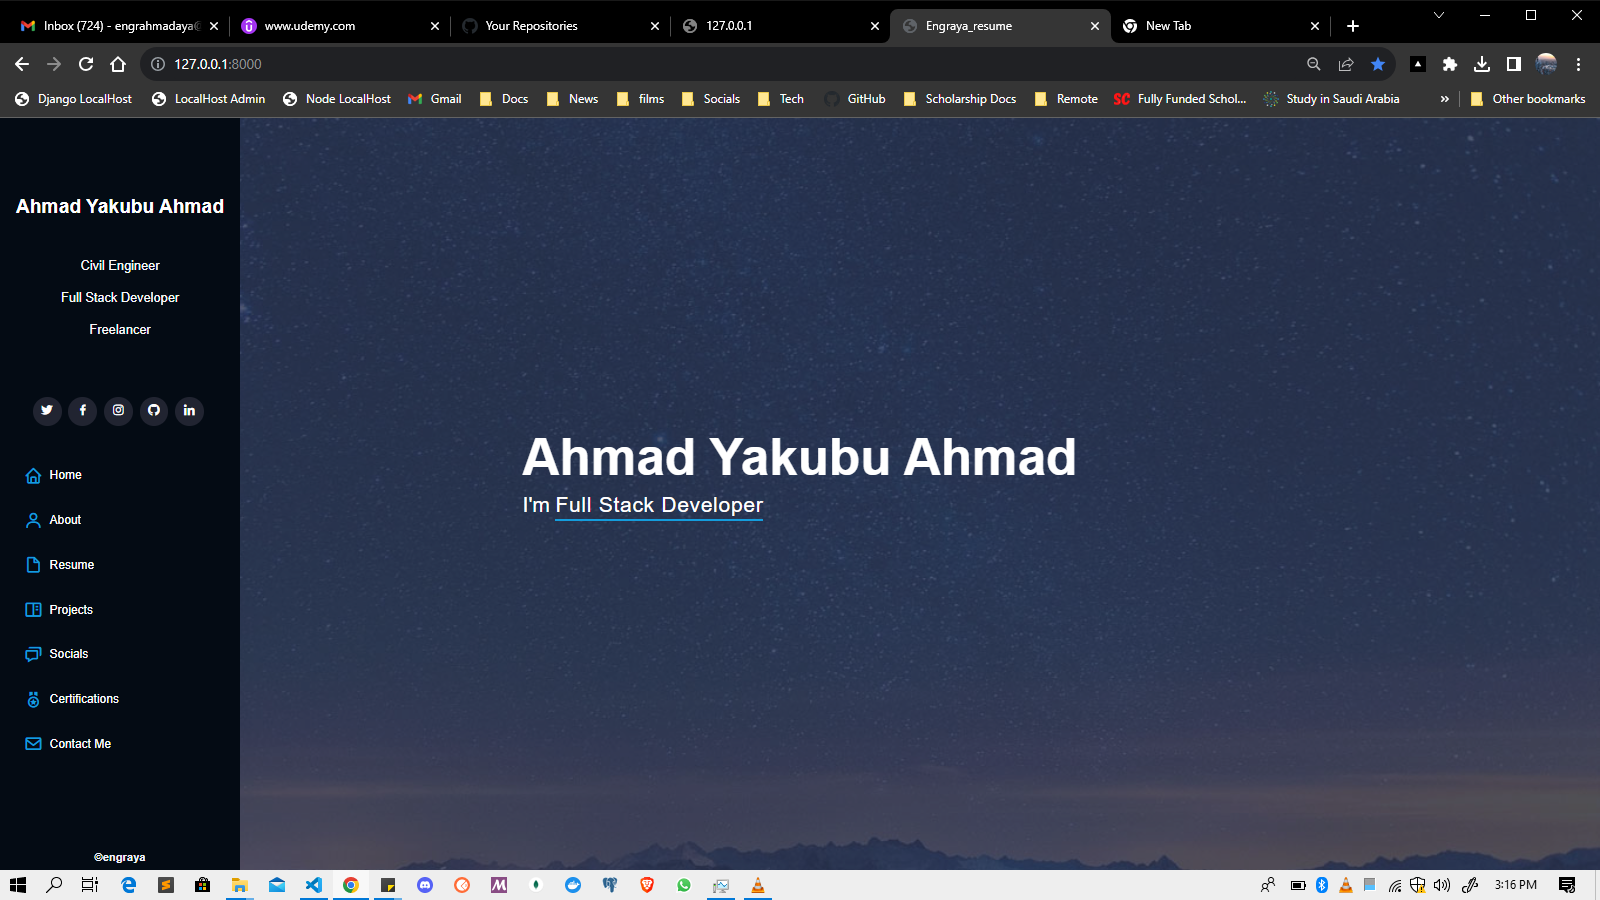 Inbox (724) - engrahmadaya@
www.udemy.com
Your Repositories
127.0.0.1
Engraya_resume
New Tab
127.0.0.1:8000
Django LocalHost
LocalHost Admin
Node LocalHost
Gmail
Docs
News
films
Socials
Tech
GitHub
Scholarship Docs
Remote
SC
Fully Funded Schol...
Study in Saudi Arabia
»
Other bookmarks
Ahmad Yakubu Ahmad
Civil Engineer
Full Stack Developer
Freelancer
Home
About
Resume
Projects
Socials
Certifications
Contact Me
©engraya
Ahmad Yakubu Ahmad
I'm Full Stack Developer
3:16 PM